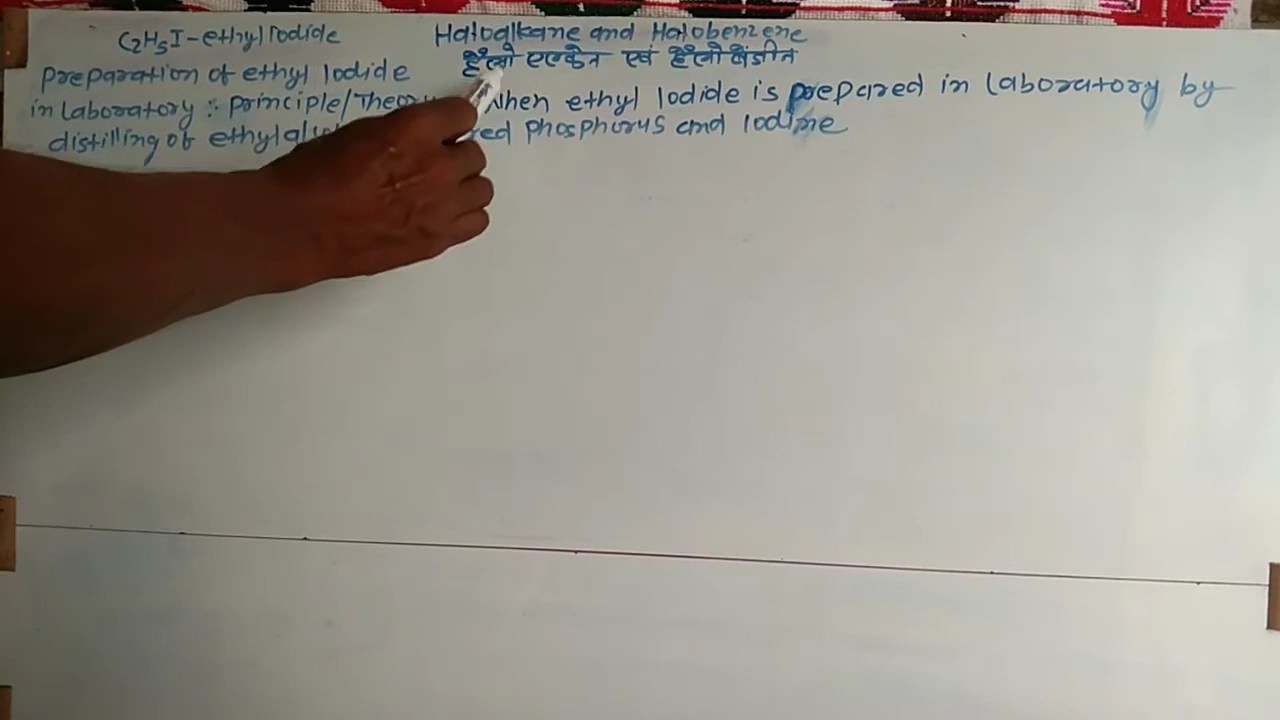 C2H5I-ethyl Iodide Haloalkane and Halobenzene
हैलो एल्केन एवं हैलो बेंजीन
Preparation of ethyl Iodide
in Laboratory :- principle/Theory When ethyl Iodide is prepared in Laboratory by
distilling of red phosphorus and Iodine